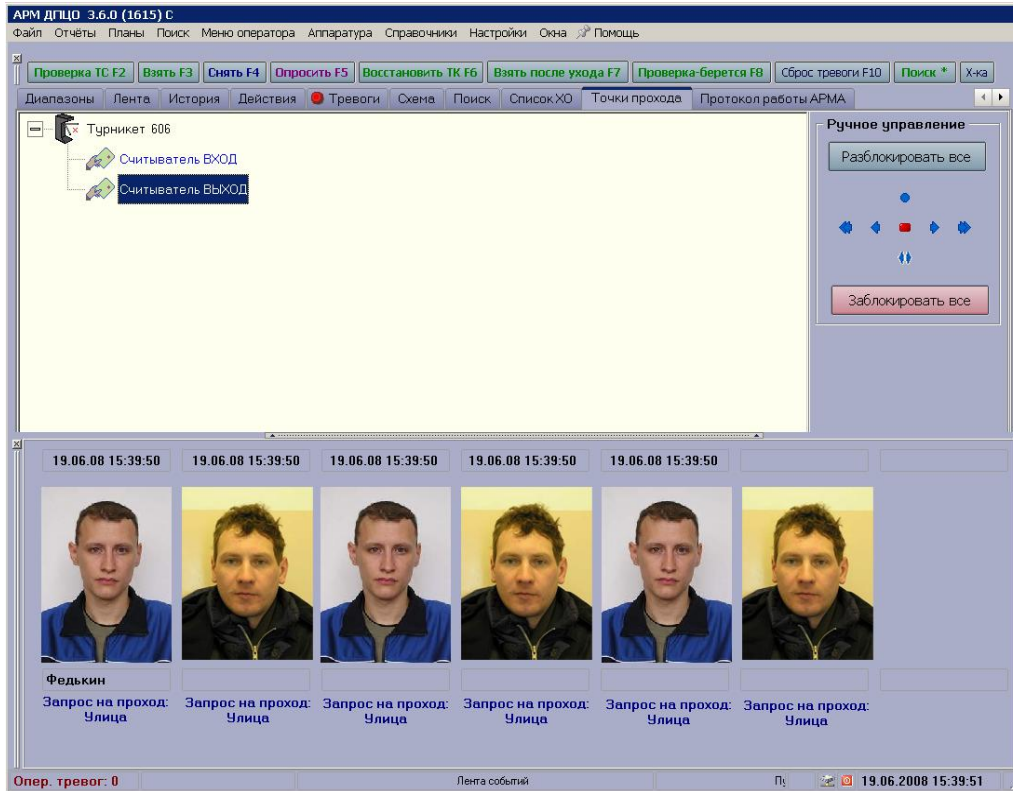 АРМ ДПЦО 3.6.0 (1615) С
Файл Отчёты Планы Поиск Меню оператора Аппаратура Справочники Настройки Окна Помощь
Проверка ТС F2 Взять F3 Снять F4 Опросить F5 Восстановить ТК F6 Взять после ухода F7 Проверка-берется F8 Сброс тревоги F10 Поиск * Х-ка
Диапазоны Лента История Действия Тревоги Схема Поиск Список ХО Точки прохода Протокол работы АРМА
Турникет 606
Считыватель ВХОД
Считыватель ВЫХОД
Ручное управление
Разблокировать все
Заблокировать все
19.06.08 15:39:50 19.06.08 15:39:50 19.06.08 15:39:50 19.06.08 15:39:50 19.06.08 15:39:50
Федькин
Запрос на проход: Запрос на проход: Запрос на проход: Запрос на проход: Запрос на проход: Запрос на проход:
Улица Улица Улица Улица Улица Улица
Опер. тревог: 0 Лента событий 19.06.2008 15:39:51